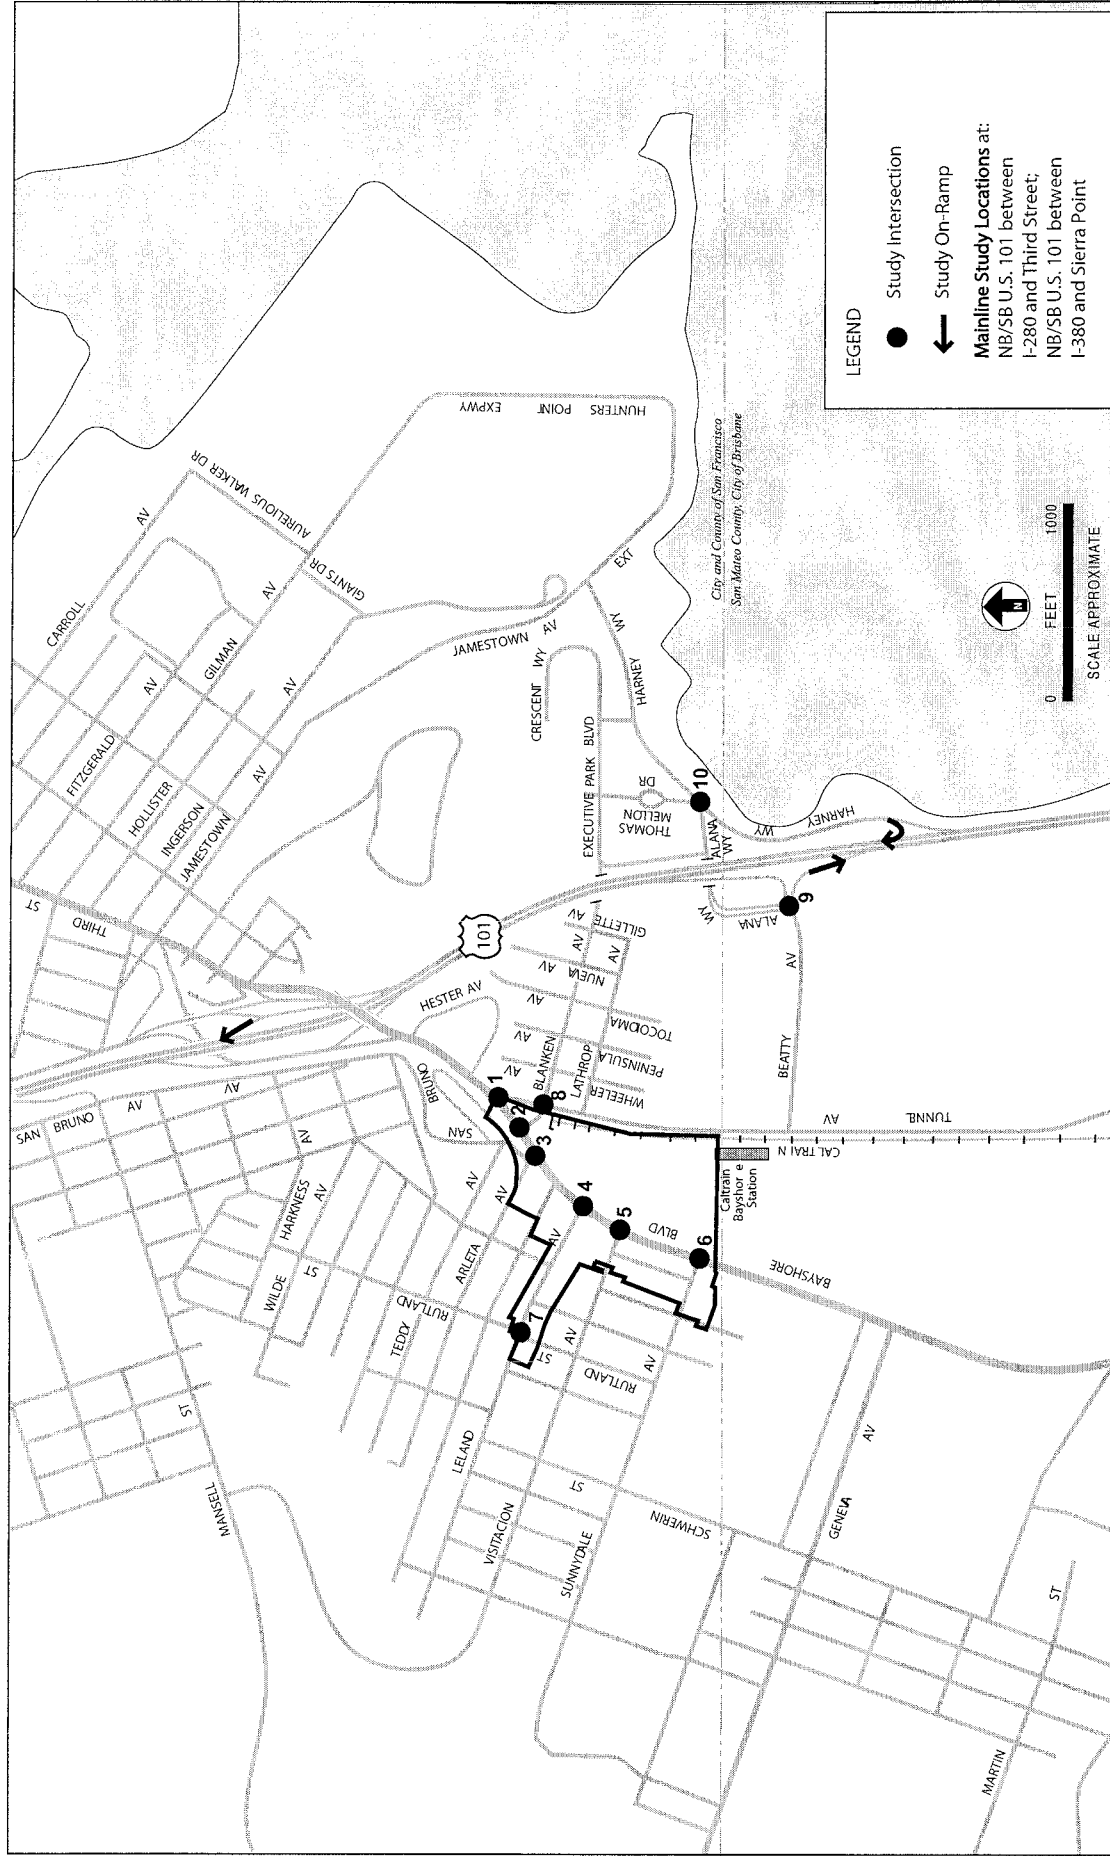 SAN
BRUNO
AV
AV
THIRD
ST
CARROLL
AV
FITZGERALD
AV
GILMAN
AV
HOLLISTER
INGERSON
AV
JAMESTOWN
AV
AURELIOUS WALKER DR
GIANTS DR
HUNTERS
POINT
EXPWY
EXT
JAMESTOWN
AV
CRESCENT
WY
HARNEY
WY
EXECUTIVE PARK
BLVD
THOMAS
MELLON
DR
10
ALANA
WY
HARNEY
WY
101
HESTER AV
GILLETTE
AV
NUEVA
AV
TOCOLOMA
AV
PENINSULA
AV
WHEELER
AV
BLANKEN
AV
LATHROP
AV
MANSELL
ST
HARKNESS
AV
WILDE
AV
ST
RUTLAND
TEDDY
AV
ARLETA
AV
SAN
BRUNO
1
2
3
8
4
5
6
7
LELAND
AV
ST
RUTLAND
VISITACION
AV
SUNNYDALE
AV
SCHWERIN
ST
BLVD
BAYSHORE
Caltrain
Bayshore
Station
CALTRAIN
TUNNEL
AV
BEATTY
AV
ALANA
WY
9
GENEVA
AV
MARTIN
ST
City and County of San Francisco
San Mateo County, City of Brisbane
N
0 FEET 1000
SCALE APPROXIMATE
LEGEND
Study Intersection
Study On-Ramp
Mainline Study Locations at:
NB/SB U.S. 101 between
I-280 and Third Street;
NB/SB U.S. 101 between
I-380 and Sierra Point